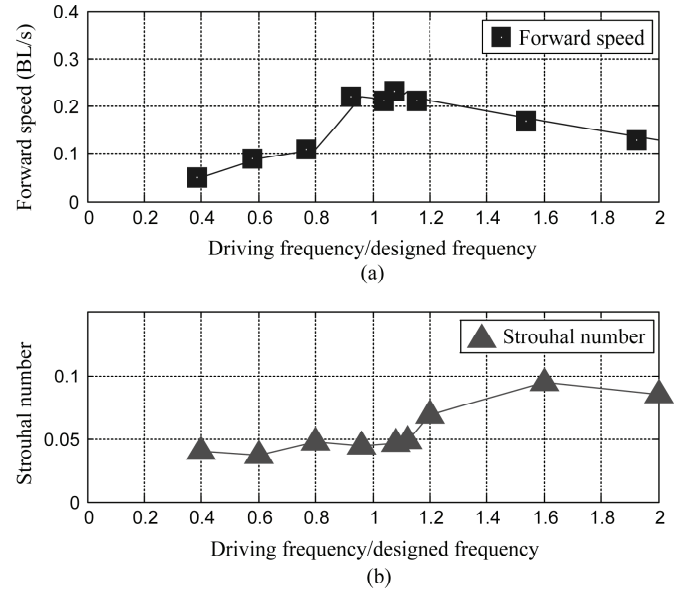 0.4
Forward speed
0.3
0.2
0.1
0
Forward speed (BL/s)
0 0.2 0.4 0.6 0.8 1 1.2 1.4 1.6 1.8 2
Driving frequency/designed frequency
(a)
Strouhal number
0.1
0.05
0
Strouhal number
0 0.2 0.4 0.6 0.8 1 1.2 1.4 1.6 1.8 2
Driving frequency/designed frequency
(b)